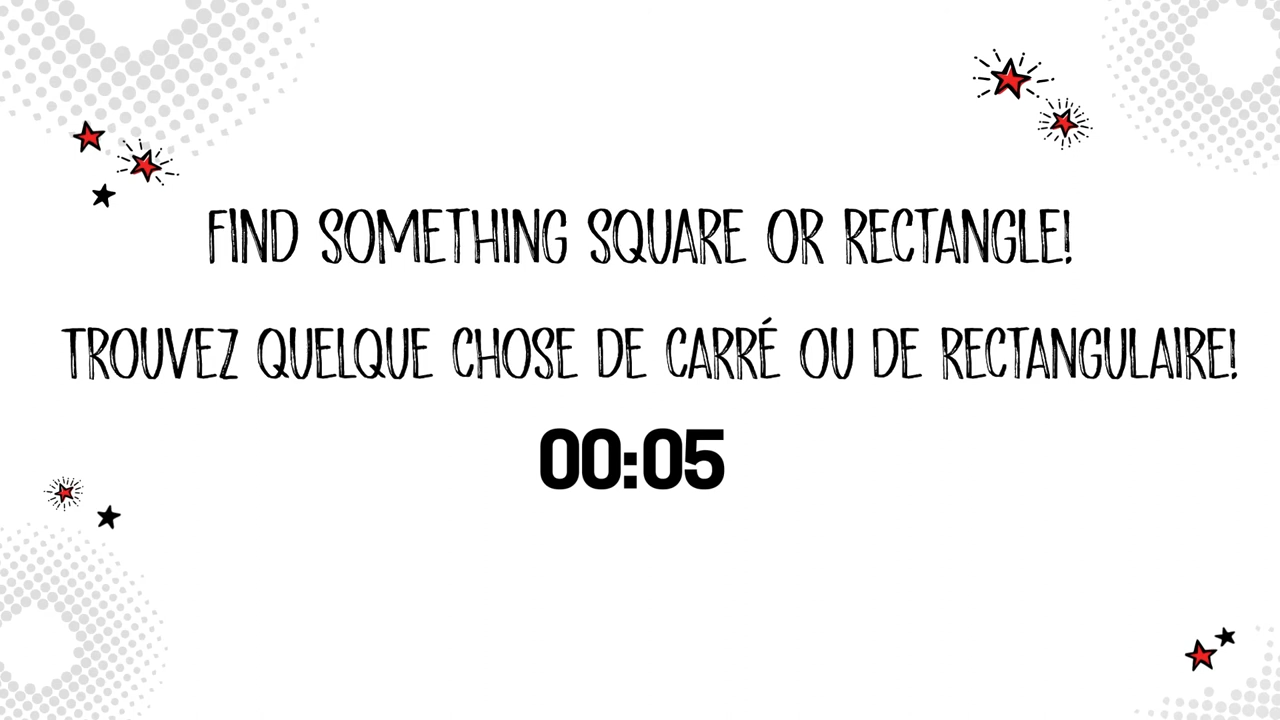 FIND SOMETHING SQUARE OR RECTANGLE!
TROUVEZ QUELQUE CHOSE DE CARRÉ OU DE RECTANGULAIRE!
00:05